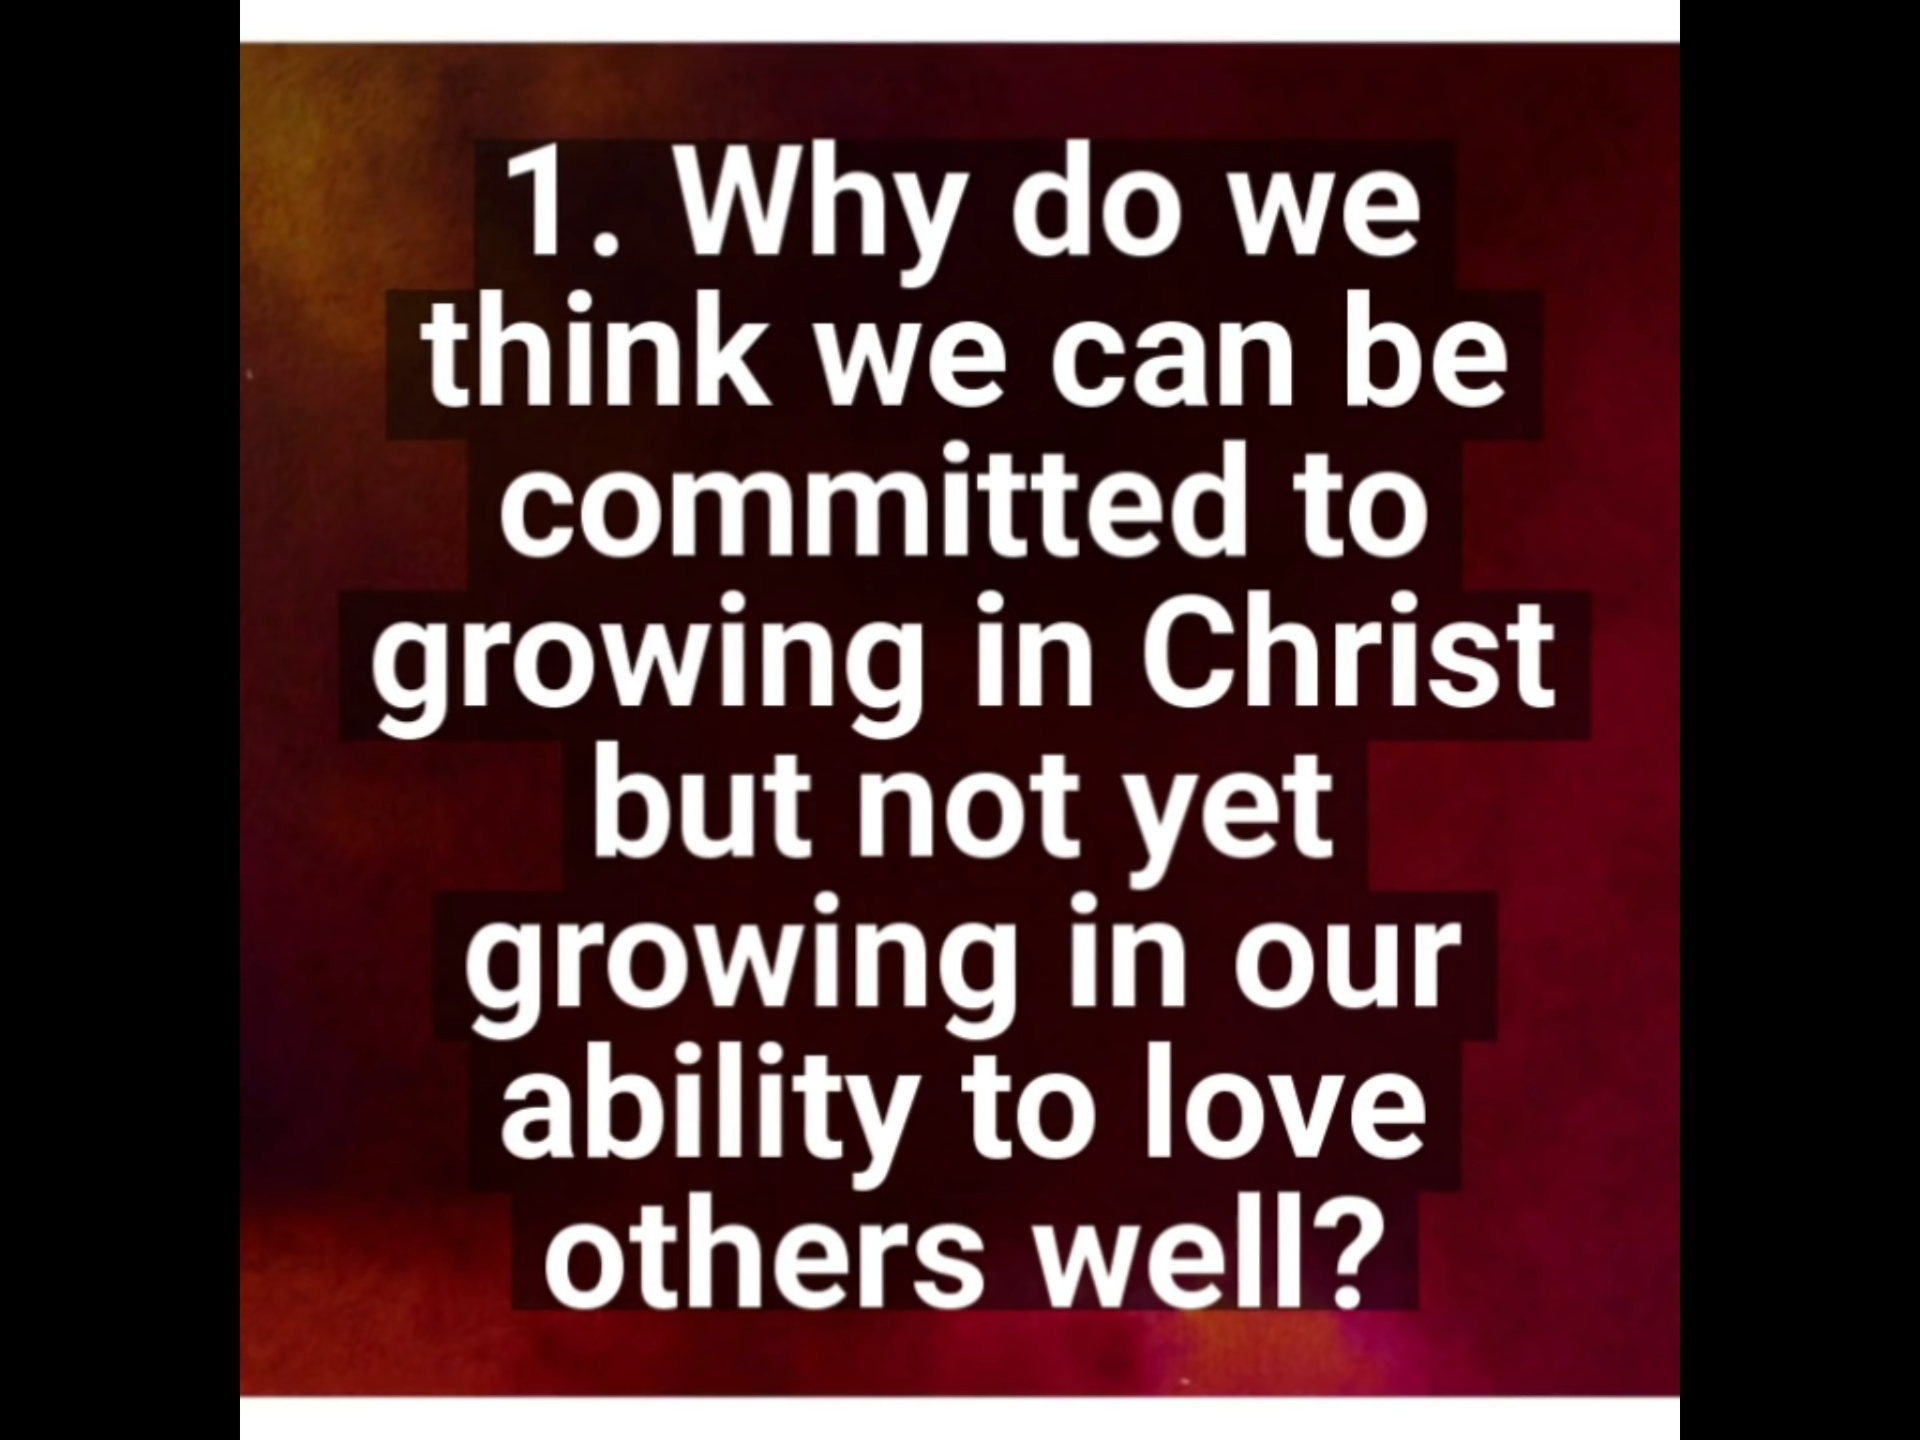 1. Why do we
think we can be
committed to
growing in Christ
but not yet
growing in our
ability to love
others well?